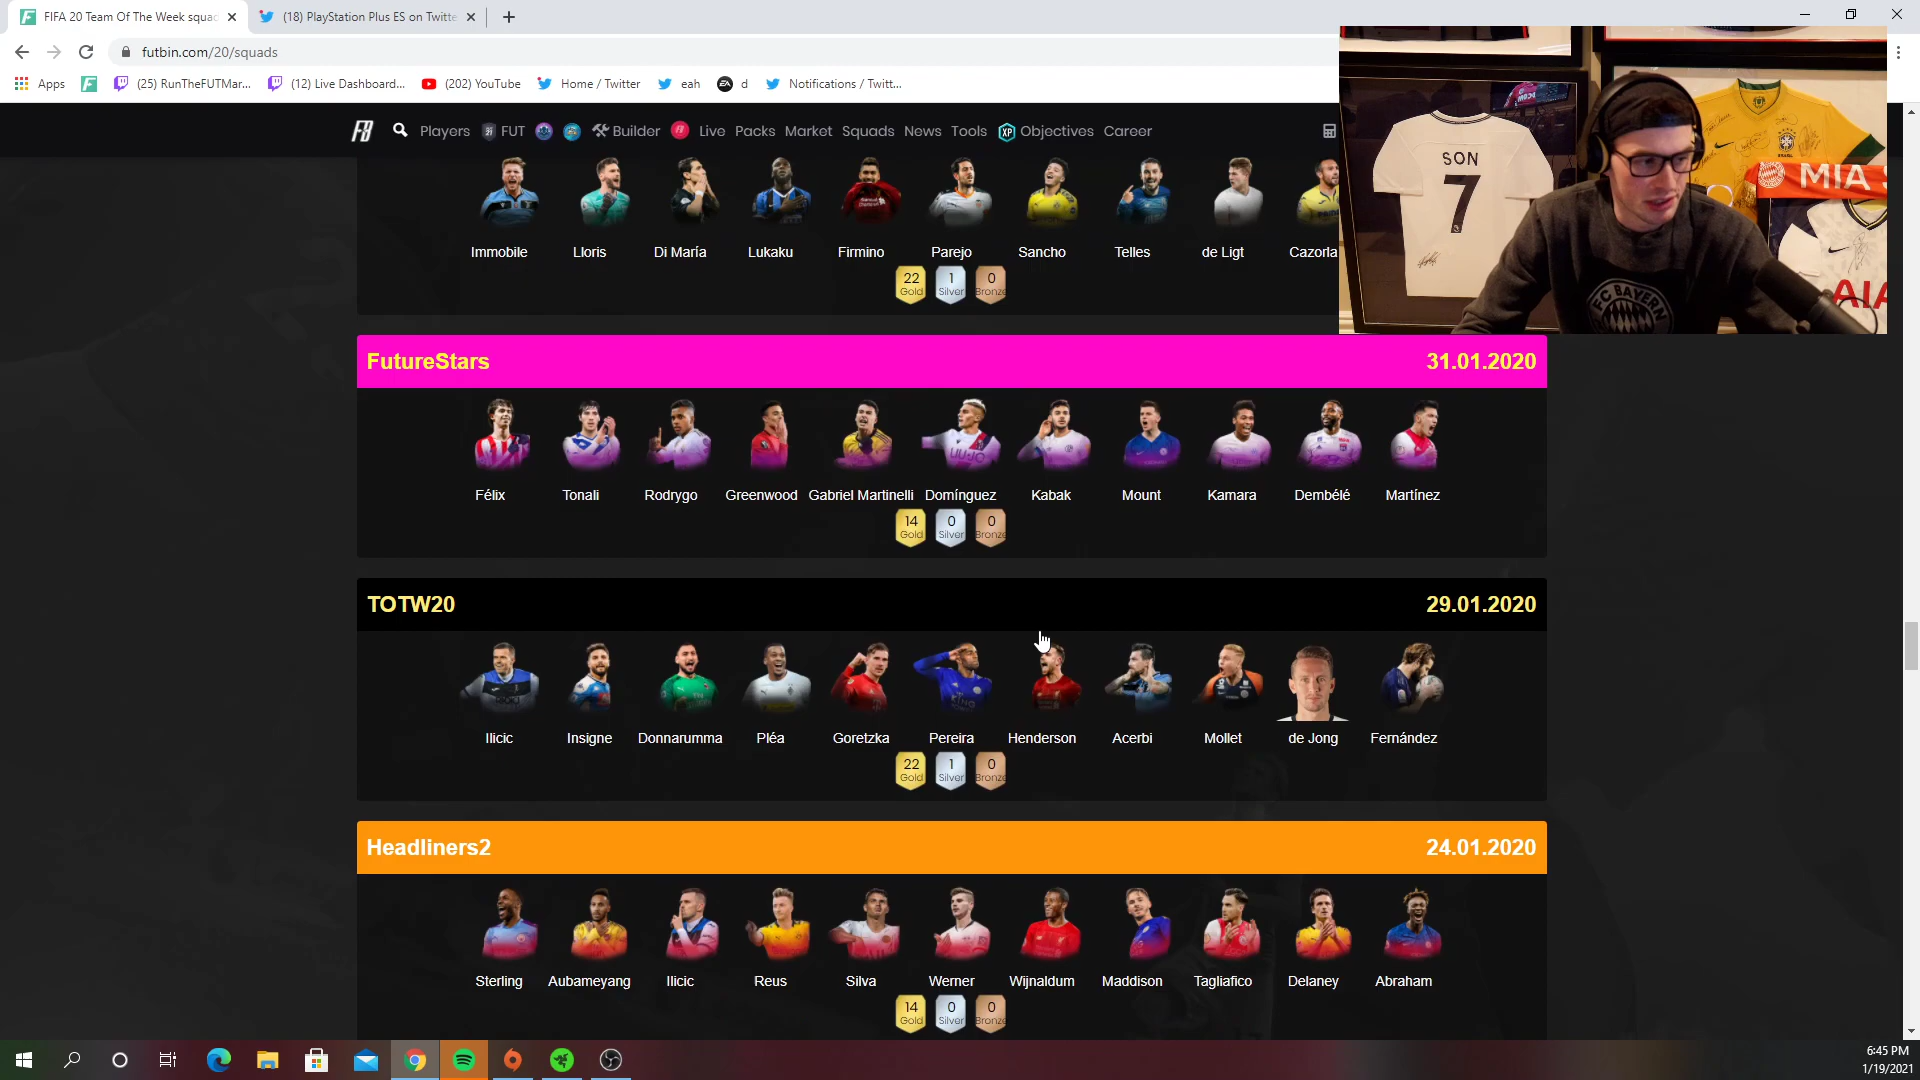 FIFA 20 Team Of The Week squad
(18) PlayStation Plus ES on Twitte
futbin.com/20/squads
Apps
(25) RunTheFUTMar...
(12) Live Dashboard...
(202) YouTube
Home / Twitter
eah
d
Notifications / Twitt...
Players FUT Builder Live Packs Market Squads News Tools XP Objectives Career
SON
7
MIA
AIA
FC BAYERN
Immobile Lloris Di María Lukaku Firmino Parejo Sancho Telles de Ligt Cazorla
22 1 0
Gold Silver Bronze
FutureStars 31.01.2020
Félix Tonali Rodrygo Greenwood Gabriel Martinelli Domínguez Kabak Mount Kamara Dembélé Martínez
14 0 0
Gold Silver Bronze
TOTW20 29.01.2020
Ilicic Insigne Donnarumma Pléa Goretzka Pereira Henderson Acerbi Mollet de Jong Fernández
22 1 0
Gold Silver Bronze
Headliners2 24.01.2020
Sterling Aubameyang Ilicic Reus Silva Werner Wijnaldum Maddison Tagliafico Delaney Abraham
14 0 0
Gold Silver Bronze
6:45 PM
1/19/2021